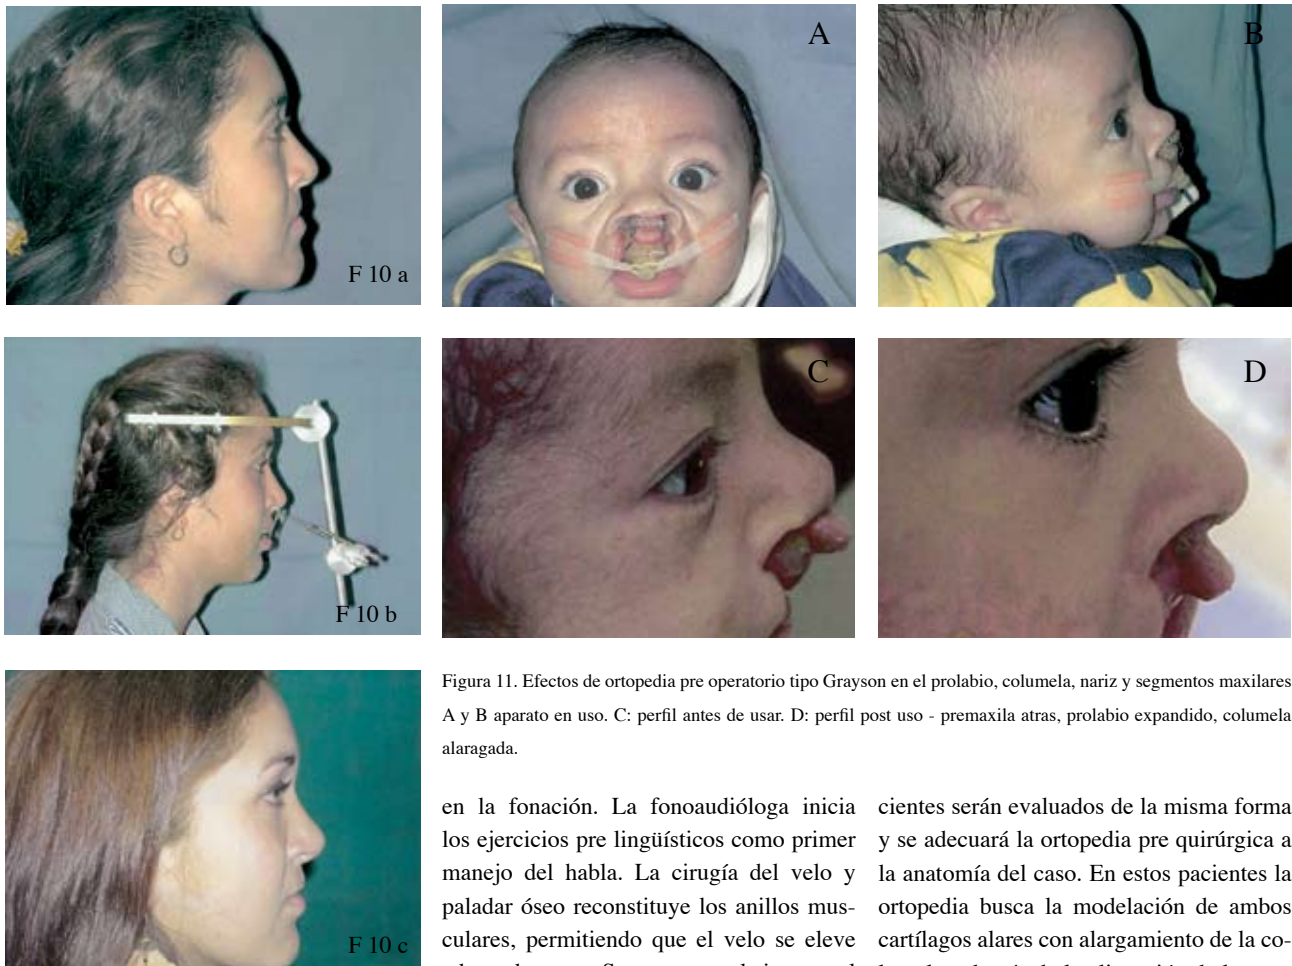 F 10 a
A
B
F 10 b
C
D
F 10 c
Figura 11. Efectos de ortopedia pre operatorio tipo Grayson en el prolabio, columela, nariz y segmentos maxilares
A y B aparato en uso. C: perfil antes de usar. D: perfil post uso - premaxila atras, prolabio expandido, columela
alaragada.
en la fonación. La fonoaudióloga inicia
los ejercicios pre lingüísticos como primer
manejo del habla. La cirugía del velo y
paladar óseo reconstituye los anillos mus-
culares, permitiendo que el velo se eleve
cientes serán evaluados de la misma forma
y se adecuará la ortopedia pre quirúrgica a
la anatomía del caso. En estos pacientes la
ortopedia busca la modelación de ambos
cartílagos alares con alargamiento de la co-